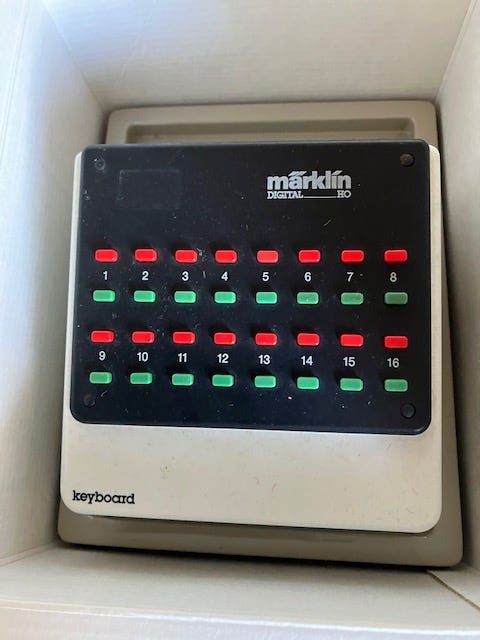 märklin
DIGITAL HO
1 2 3 4 5 6 7 8
9 10 11 12 13 14 15 16
keyboard